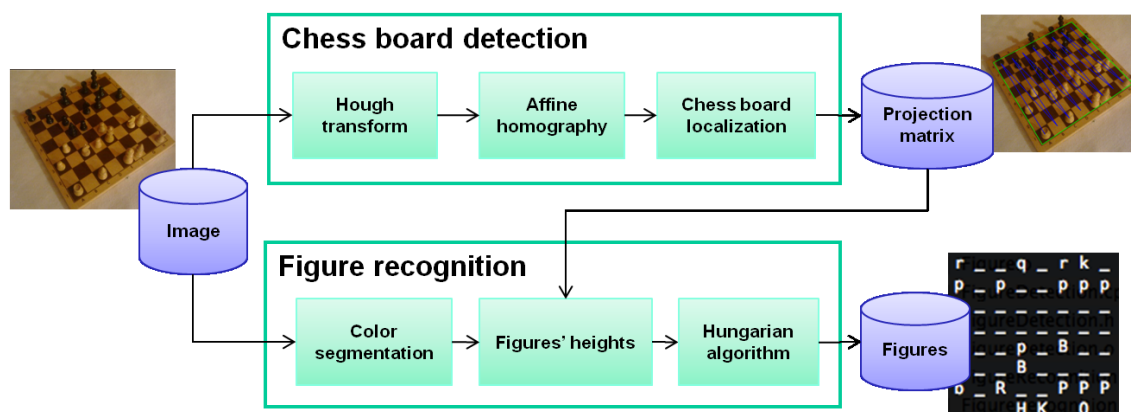 Chess board detection
Hough
transform
Affine
homography
Chess board
localization
Projection
matrix
Image
Figure recognition
Color
segmentation
Figures' heights
Hungarian
algorithm
Figures
r _ _ q _ r k _
p _ p _ _ p p p
_ _ _ _ _ _ _
_ _ _ _ _ _ _
_ _ p _ B _ _
_ _ B _ _ _ _
b _ R _ _ P P P
H K _ Q